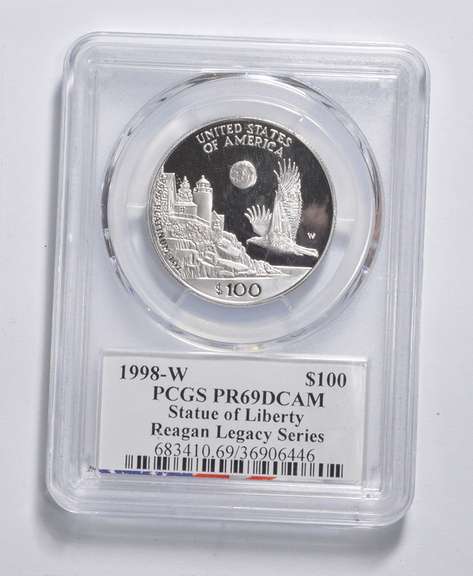 UNITED STATES
OF AMERICA
W
$100
1998-W $100
PCGS PR69DCAM
Statue of Liberty
Reagan Legacy Series
683410.69/36906446